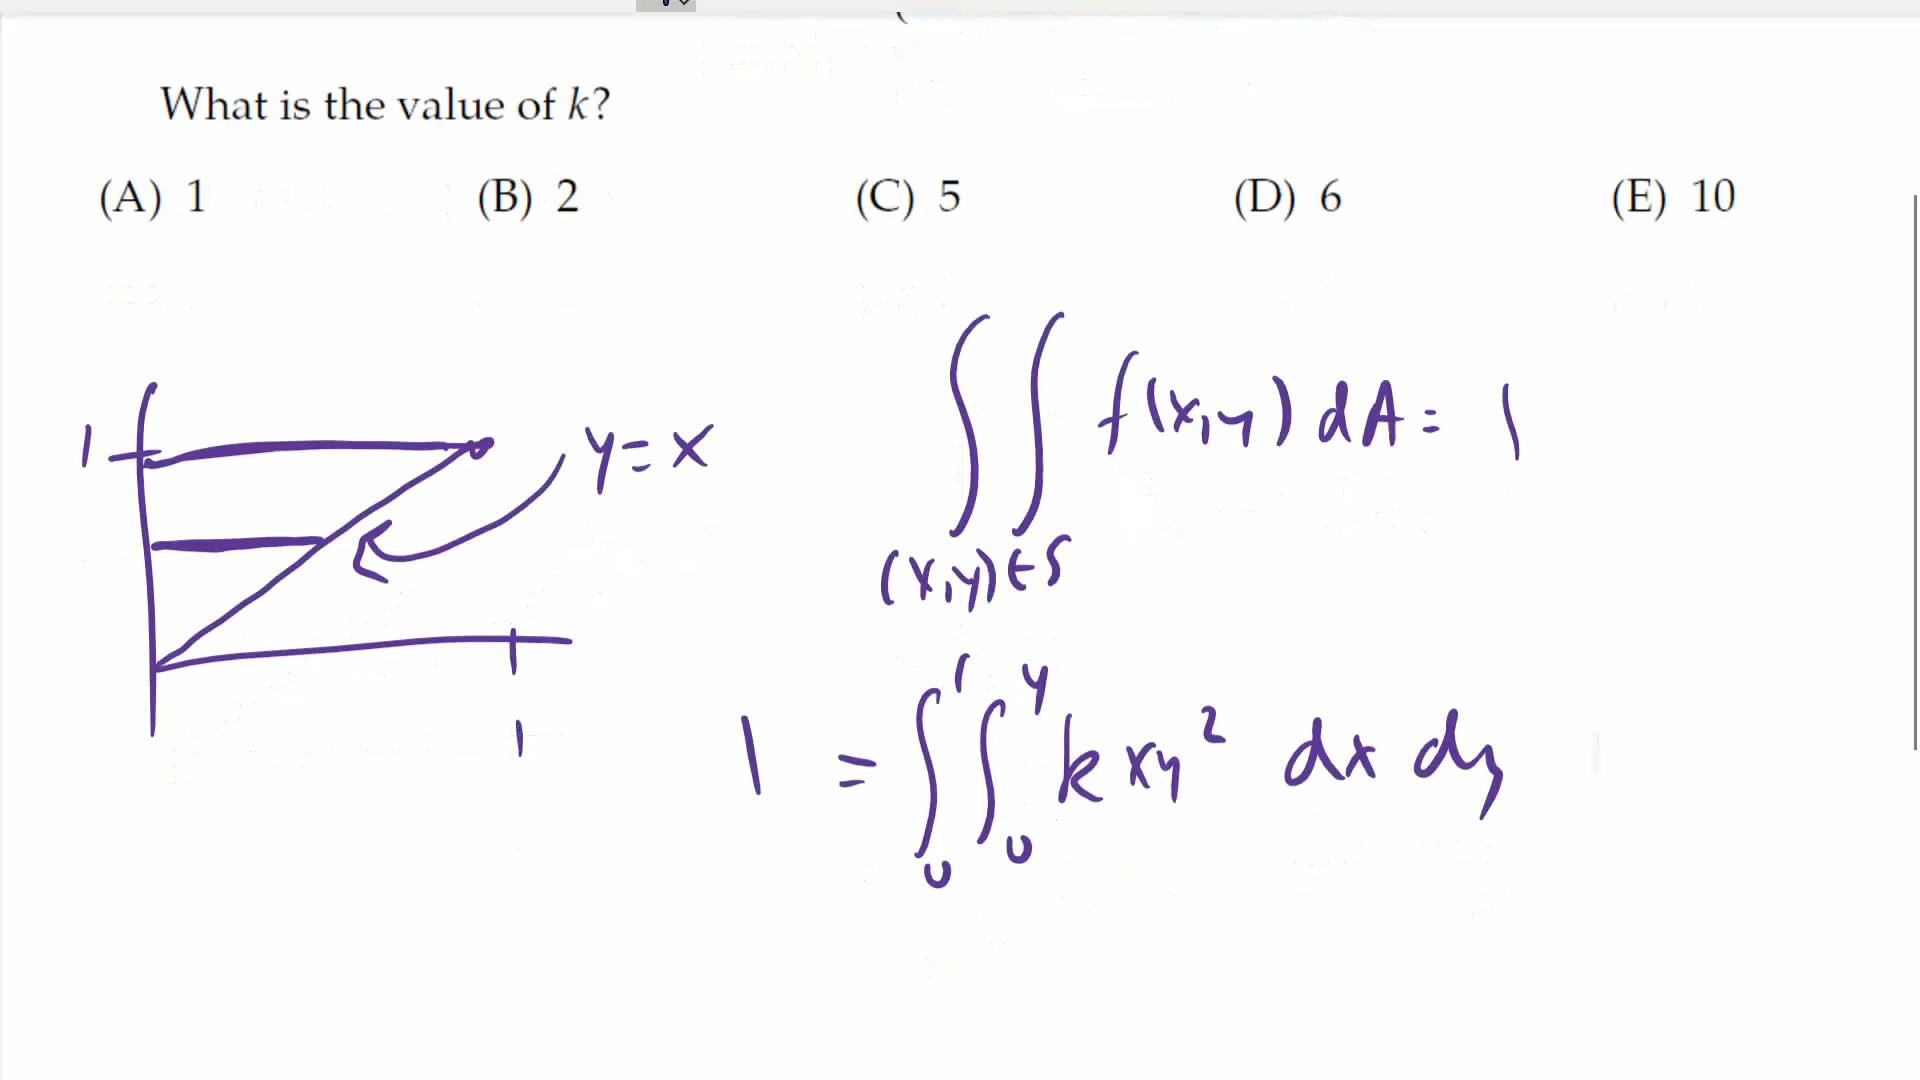 What is the value of k?
(A) 1 (B) 2 (C) 5 (D) 6 (E) 10
∫∫ f(x,y) dA = 1
(x,y) ∈ S
1
y = x
1
1 = ∫₀¹ ∫₀ʸ k x y² dx dy